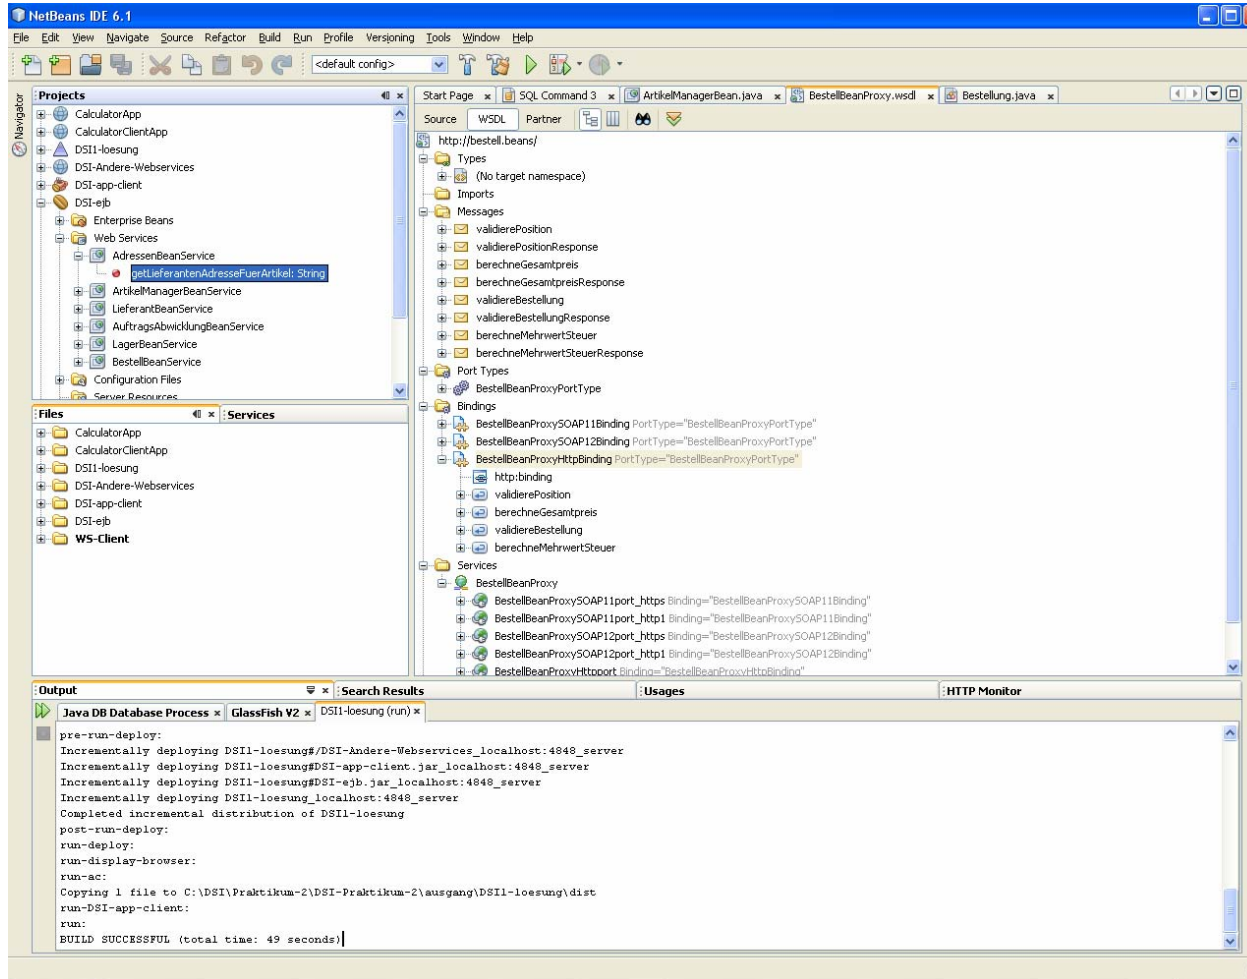 NetBeans IDE 6.1
File Edit View Navigate Source Refactor Build Run Profile Versioning Tools Window Help
<default config>
Navigator
Projects
CalculatorApp
CalculatorClientApp
DSI1-loesung
DSI-Andere-Webservices
DSI-app-client
DSI-ejb
Enterprise Beans
Web Services
AdressenBeanService
getLieferantenAdresseFuerArtikel: String
ArtikelManagerBeanService
LieferantBeanService
AuftragsAbwicklungBeanService
LagerBeanService
BestellBeanService
Configuration Files
Server Resources
Files Services
CalculatorApp
CalculatorClientApp
DSI1-loesung
DSI-Andere-Webservices
DSI-app-client
DSI-ejb
WS-Client
Start Page SQL Command 3 ArtikelManagerBean.java BestellBeanProxy.wsdl Bestellung.java
Source WSDL Partner
http://bestell.beans/
Types
(No target namespace)
Imports
Messages
validierePosition
validierePositionResponse
berechneGesamtpreis
berechneGesamtpreisResponse
validiereBestellung
validiereBestellungResponse
berechneMehrwertSteuer
berechneMehrwertSteuerResponse
Port Types
BestellBeanProxyPortType
Bindings
BestellBeanProxySOAP11Binding PortType="BestellBeanProxyPortType"
BestellBeanProxySOAP12Binding PortType="BestellBeanProxyPortType"
BestellBeanProxyHttpBinding PortType="BestellBeanProxyPortType"
http:binding
validierePosition
berechneGesamtpreis
validiereBestellung
berechneMehrwertSteuer
Services
BestellBeanProxy
BestellBeanProxySOAP11port_https Binding="BestellBeanProxySOAP11Binding"
BestellBeanProxySOAP11port_http1 Binding="BestellBeanProxySOAP11Binding"
BestellBeanProxySOAP12port_https Binding="BestellBeanProxySOAP12Binding"
BestellBeanProxySOAP12port_http1 Binding="BestellBeanProxySOAP12Binding"
BestellBeanProxyHttpport Binding="BestellBeanProxyHttpBinding"
Output Search Results Usages HTTP Monitor
Java DB Database Process GlassFish V2 DSI1-loesung (run)
pre-run-deploy:
Incrementally deploying DSI1-loesung#/DSI-Andere-Webservices_localhost:4848_server
Incrementally deploying DSI1-loesung#DSI-app-client.jar_localhost:4848_server
Incrementally deploying DSI1-loesung#DSI-ejb.jar_localhost:4848_server
Incrementally deploying DSI1-loesung_localhost:4848_server
Completed incremental distribution of DSI1-loesung
post-run-deploy:
run-deploy:
run-display-browser:
run-ac:
Copying 1 file to C:\DSI\Praktikum-2\DSI-Praktikum-2\ausgang\DSI1-loesung\dist
run-DSI-app-client:
run:
BUILD SUCCESSFUL (total time: 49 seconds)